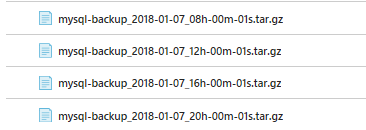 mysql-backup_2018-01-07_08h-00m-01s.tar.gz
mysql-backup_2018-01-07_12h-00m-01s.tar.gz
mysql-backup_2018-01-07_16h-00m-01s.tar.gz
mysql-backup_2018-01-07_20h-00m-01s.tar.gz